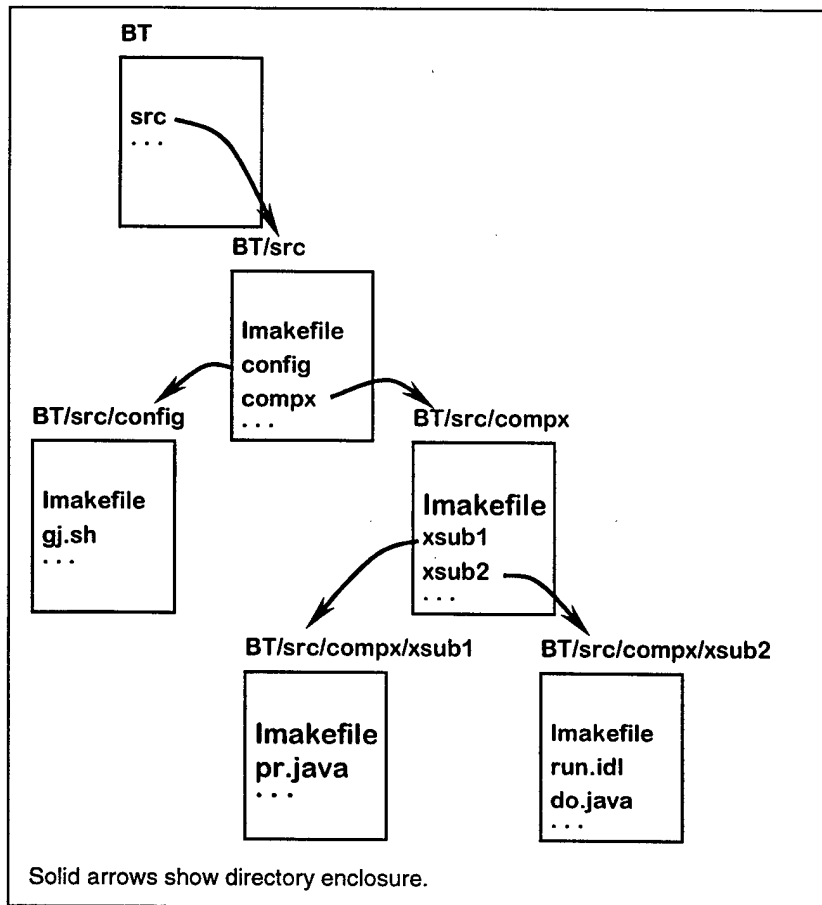 BT
src
. . .
BT/src
Imakefile
config
compx
. . .
BT/src/config
Imakefile
gj.sh
. . .
BT/src/compx
Imakefile
xsub1
xsub2
. . .
BT/src/compx/xsub1
Imakefile
pr.java
. . .
BT/src/compx/xsub2
Imakefile
run.idl
do.java
. . .
Solid arrows show directory enclosure.